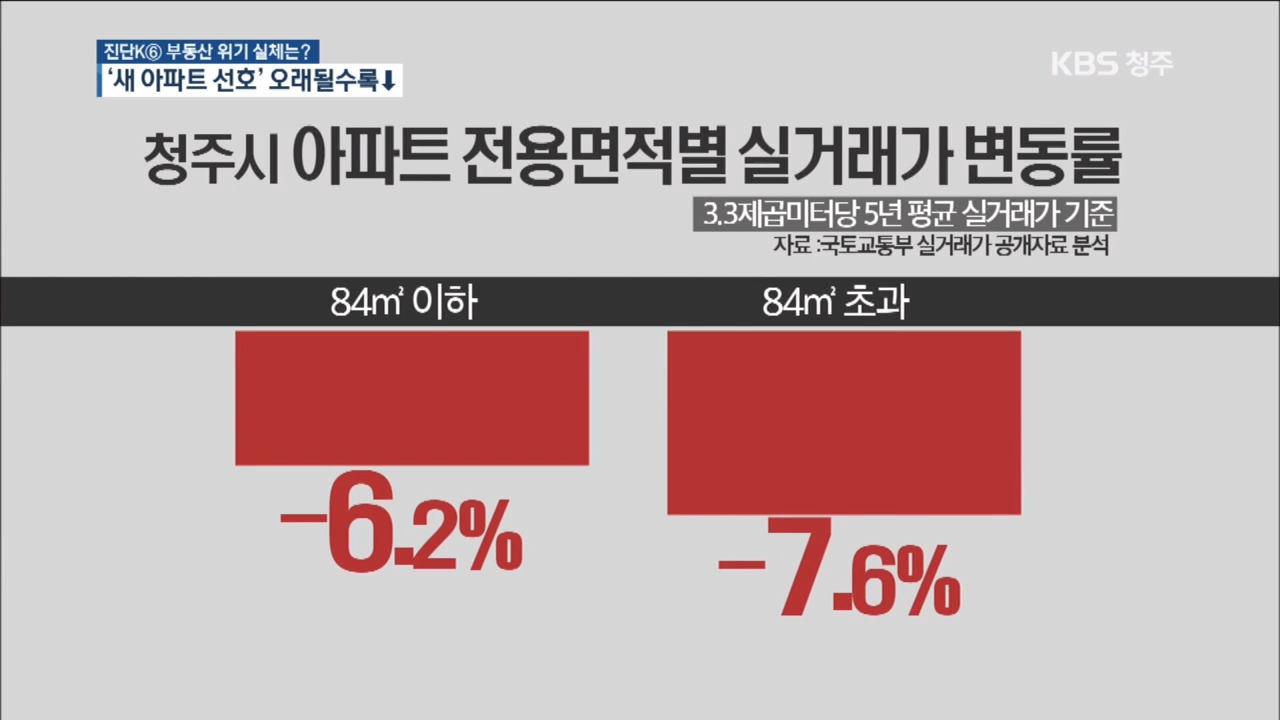 진단K⑥ 부동산 위기 실체는?
‘새 아파트 선호’ 오래될수록↓
KBS 청주
청주시 아파트 전용면적별 실거래가 변동률
3.3제곱미터당 5년 평균 실거래가 기준
자료 :국토교통부 실거래가 공개자료 분석
84㎡ 이하
84㎡ 초과
-6.2%
-7.6%